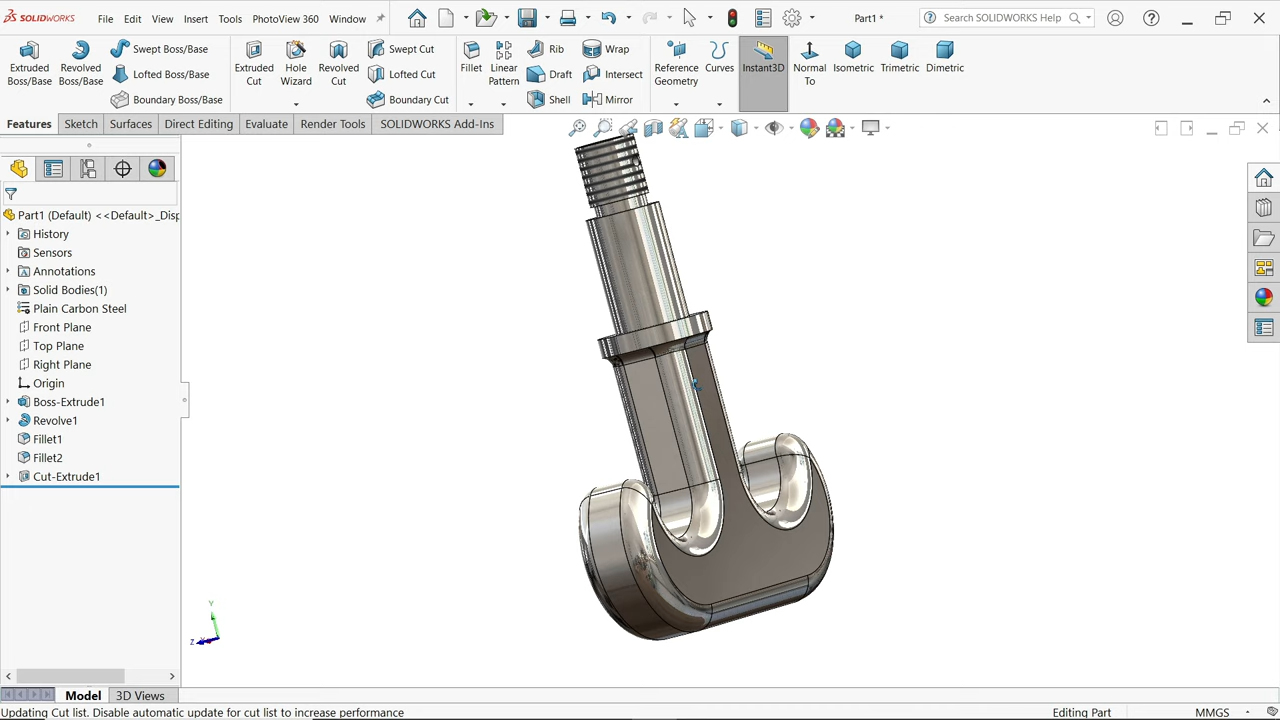 SOLIDWORKS File Edit View Insert Tools PhotoView 360 Window Part1 * Search SOLIDWORKS Help
Extruded Boss/Base
Revolved Boss/Base
Swept Boss/Base
Lofted Boss/Base
Boundary Boss/Base
Extruded Cut
Hole Wizard
Revolved Cut
Swept Cut
Lofted Cut
Boundary Cut
Fillet
Linear Pattern
Rib
Draft
Shell
Wrap
Intersect
Mirror
Reference Geometry
Curves
Instant3D
Normal To
Isometric
Trimetric
Dimetric
Features Sketch Surfaces Direct Editing Evaluate Render Tools SOLIDWORKS Add-Ins
Part1 (Default) <<Default>_Disp
History
Sensors
Annotations
Solid Bodies(1)
Plain Carbon Steel
Front Plane
Top Plane
Right Plane
Origin
Boss-Extrude1
Revolve1
Fillet1
Fillet2
Cut-Extrude1
Y
Z
Model 3D Views
Updating Cut list. Disable automatic update for cut list to increase performance Editing Part MMGS